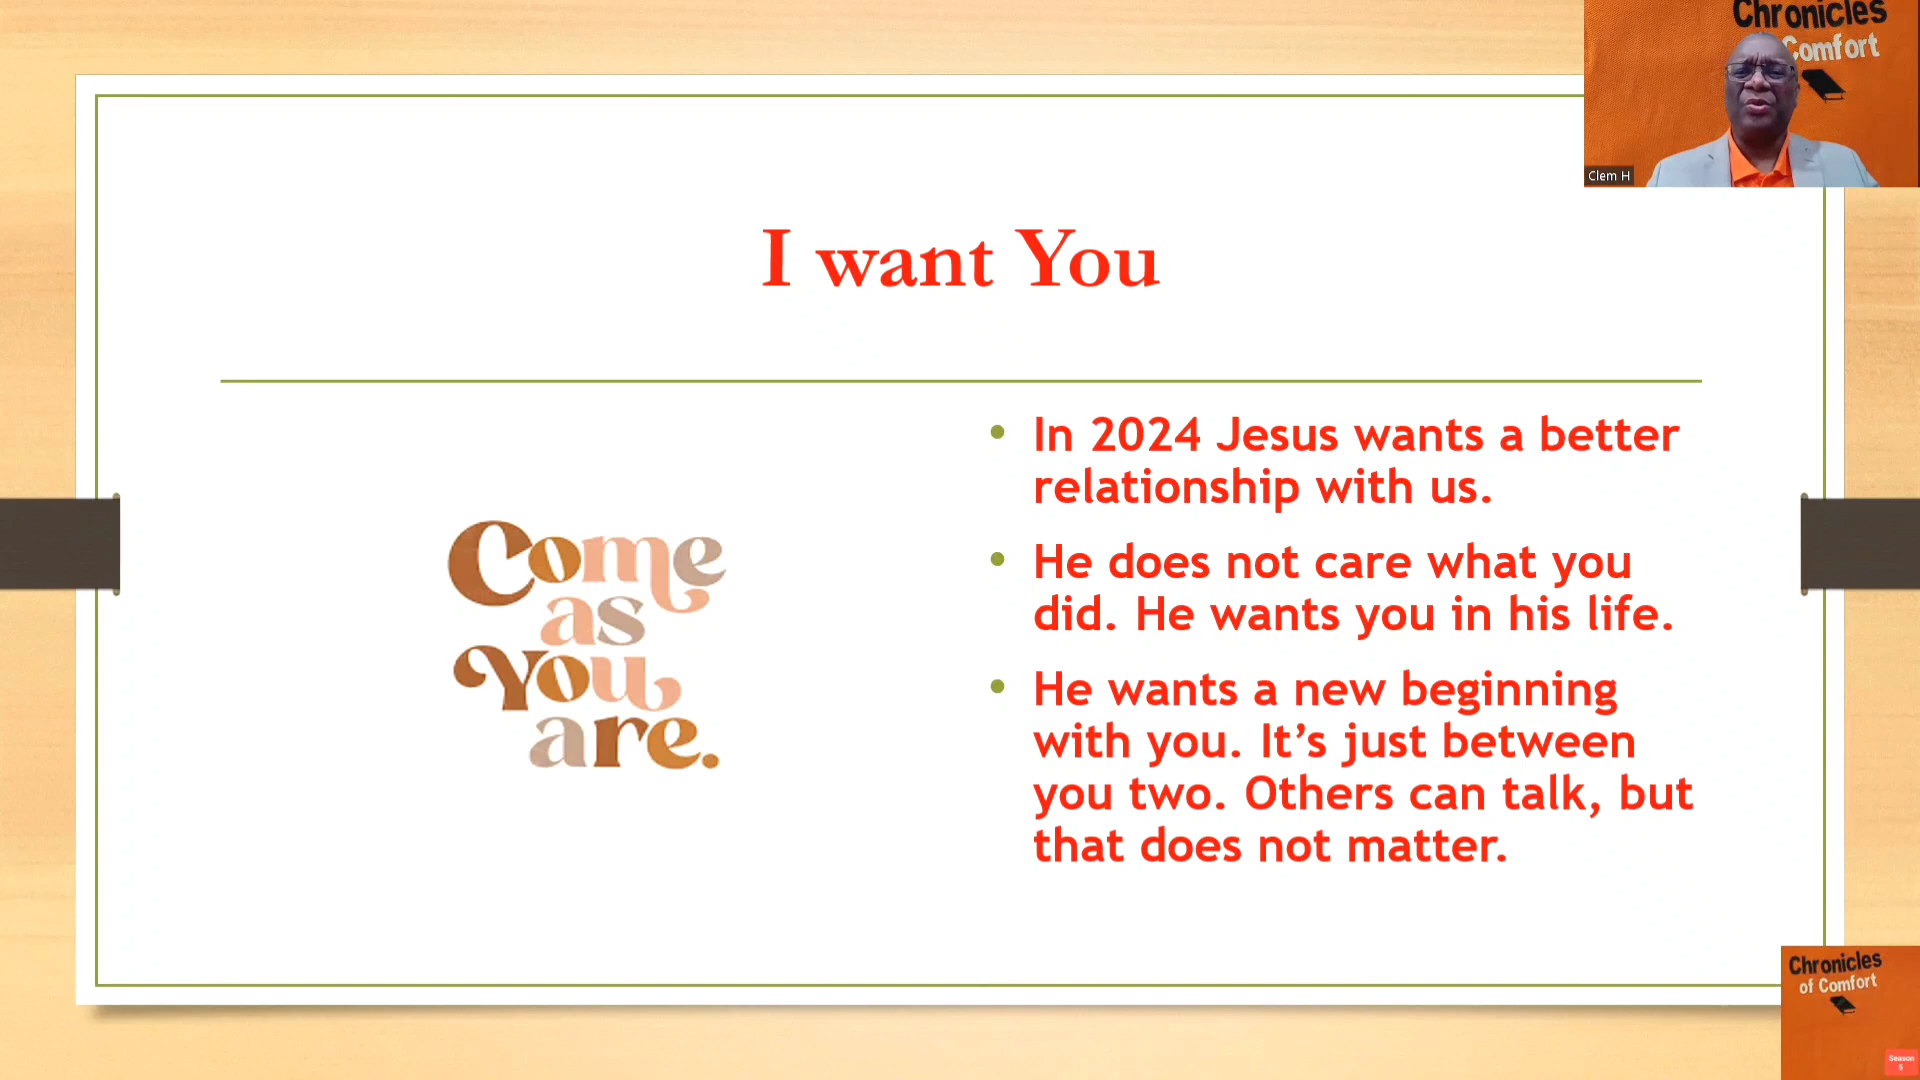 Chronicles
Comfort
Clem H
I want You
Come
as
You
are.
• In 2024 Jesus wants a better
relationship with us.
• He does not care what you
did. He wants you in his life.
• He wants a new beginning
with you. It’s just between
you two. Others can talk, but
that does not matter.
Chronicles
of Comfort
Season
5